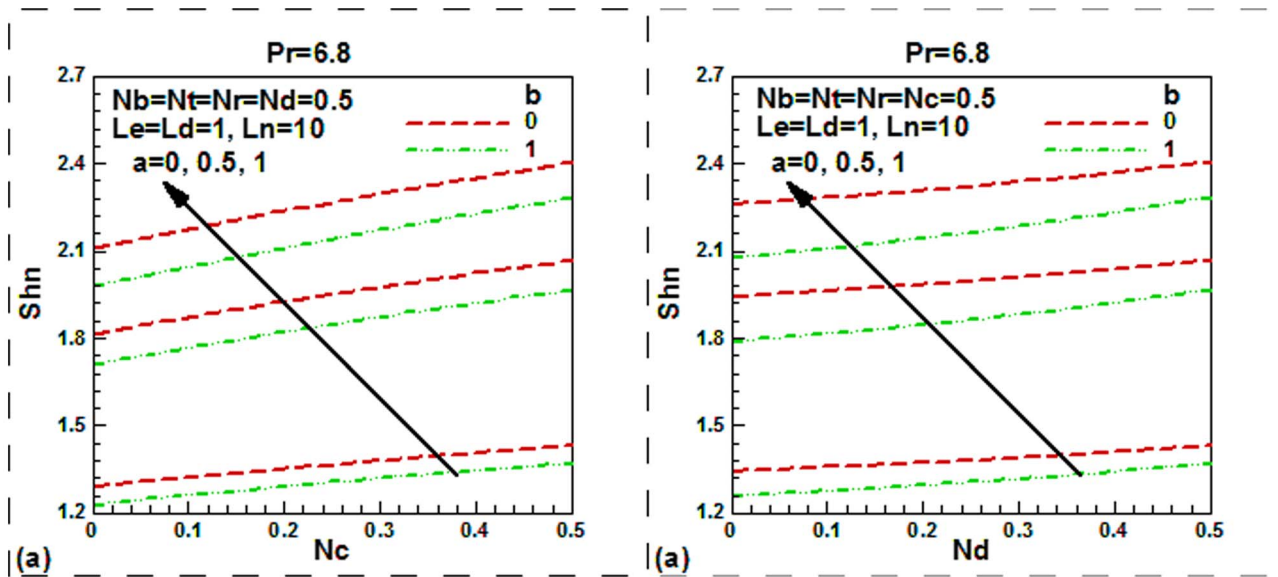 Pr=6.8
2.7
Nb=Nt=Nr=Nd=0.5
b
Le=Ld=1, Ln=10
0
a=0, 0.5, 1
1
2.4
2.1
Shn
1.8
1.5
1.2
0
0.1
0.2
0.3
0.4
0.5
(a)
Nc
Pr=6.8
2.7
Nb=Nt=Nr=Nc=0.5
b
Le=Ld=1, Ln=10
0
a=0, 0.5, 1
1
2.4
2.1
Shn
1.8
1.5
1.2
0
0.1
0.2
0.3
0.4
0.5
(a)
Nd